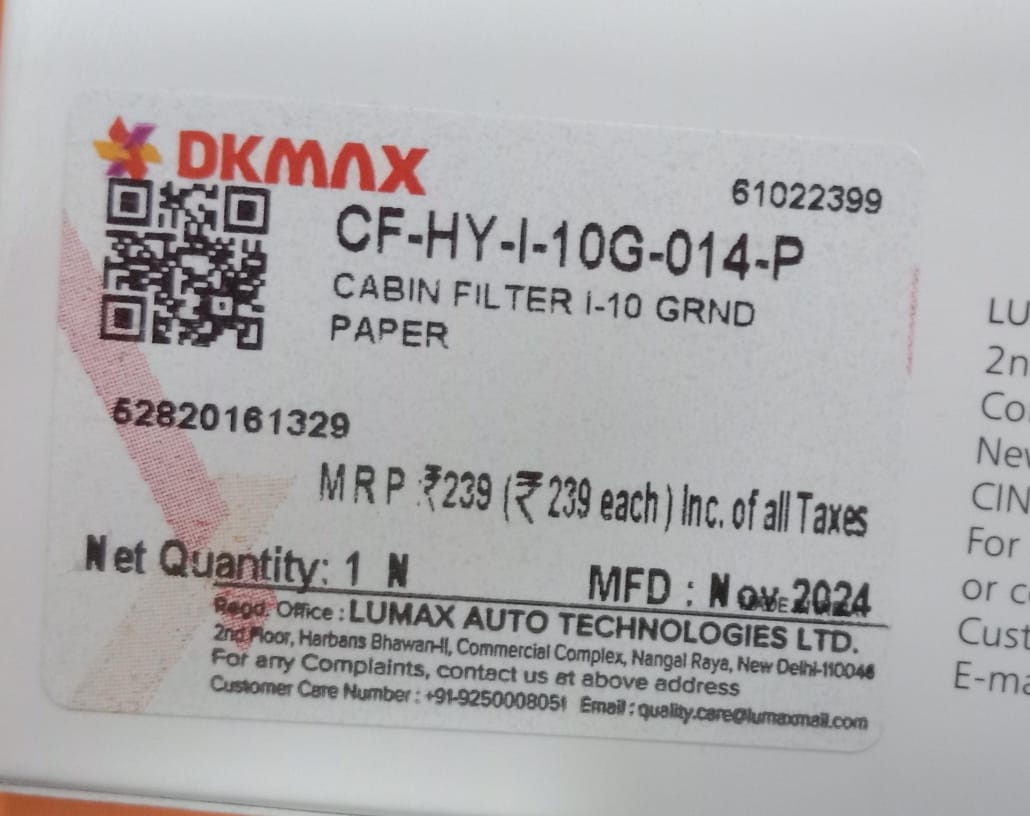 DKMAX
61022399
CF-HY-I-10G-014-P
CABIN FILTER i-10 GRND
PAPER
52820161329
MRP :₹239 (₹ 239 each) Inc. of all Taxes
Net Quantity: 1 N
MFD : Nov 2024
Regd. Office : LUMAX AUTO TECHNOLOGIES LTD.
2nd Floor, Harbans Bhawan-II, Commercial Complex, Nangal Raya, New Delhi-110046
For any Complaints, contact us at above address
Customer Care Number : +91-9250008051 Email : quality.care@lumaxmail.com
LU
2n
Co
New
CIN
For
or c
Cust
E-ma